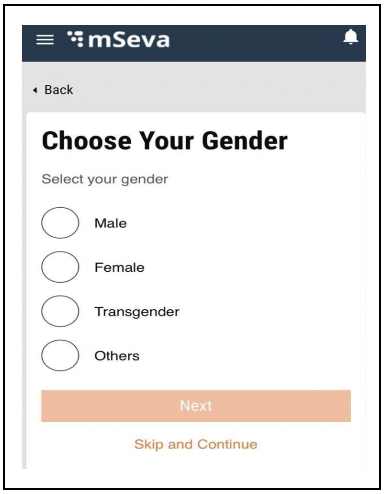 mSeva
Back
Choose Your Gender
Select your gender
Male
Female
Transgender
Others
Next
Skip and Continue